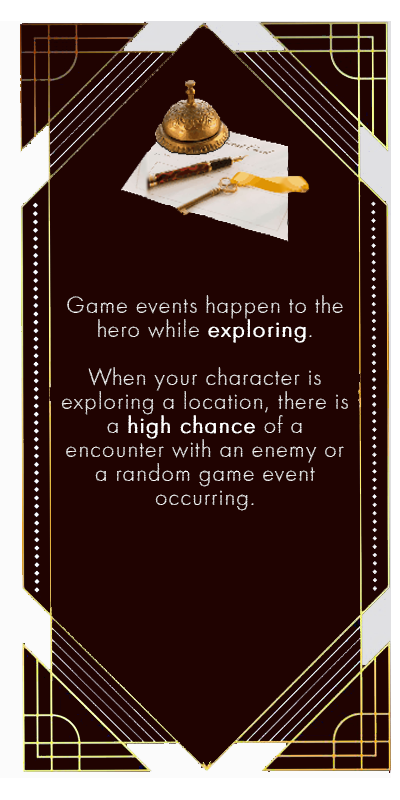 Game events happen to the
hero while exploring.
When your character is
exploring a location, there is
a high chance of a
encounter with an enemy or
a random game event
occurring.